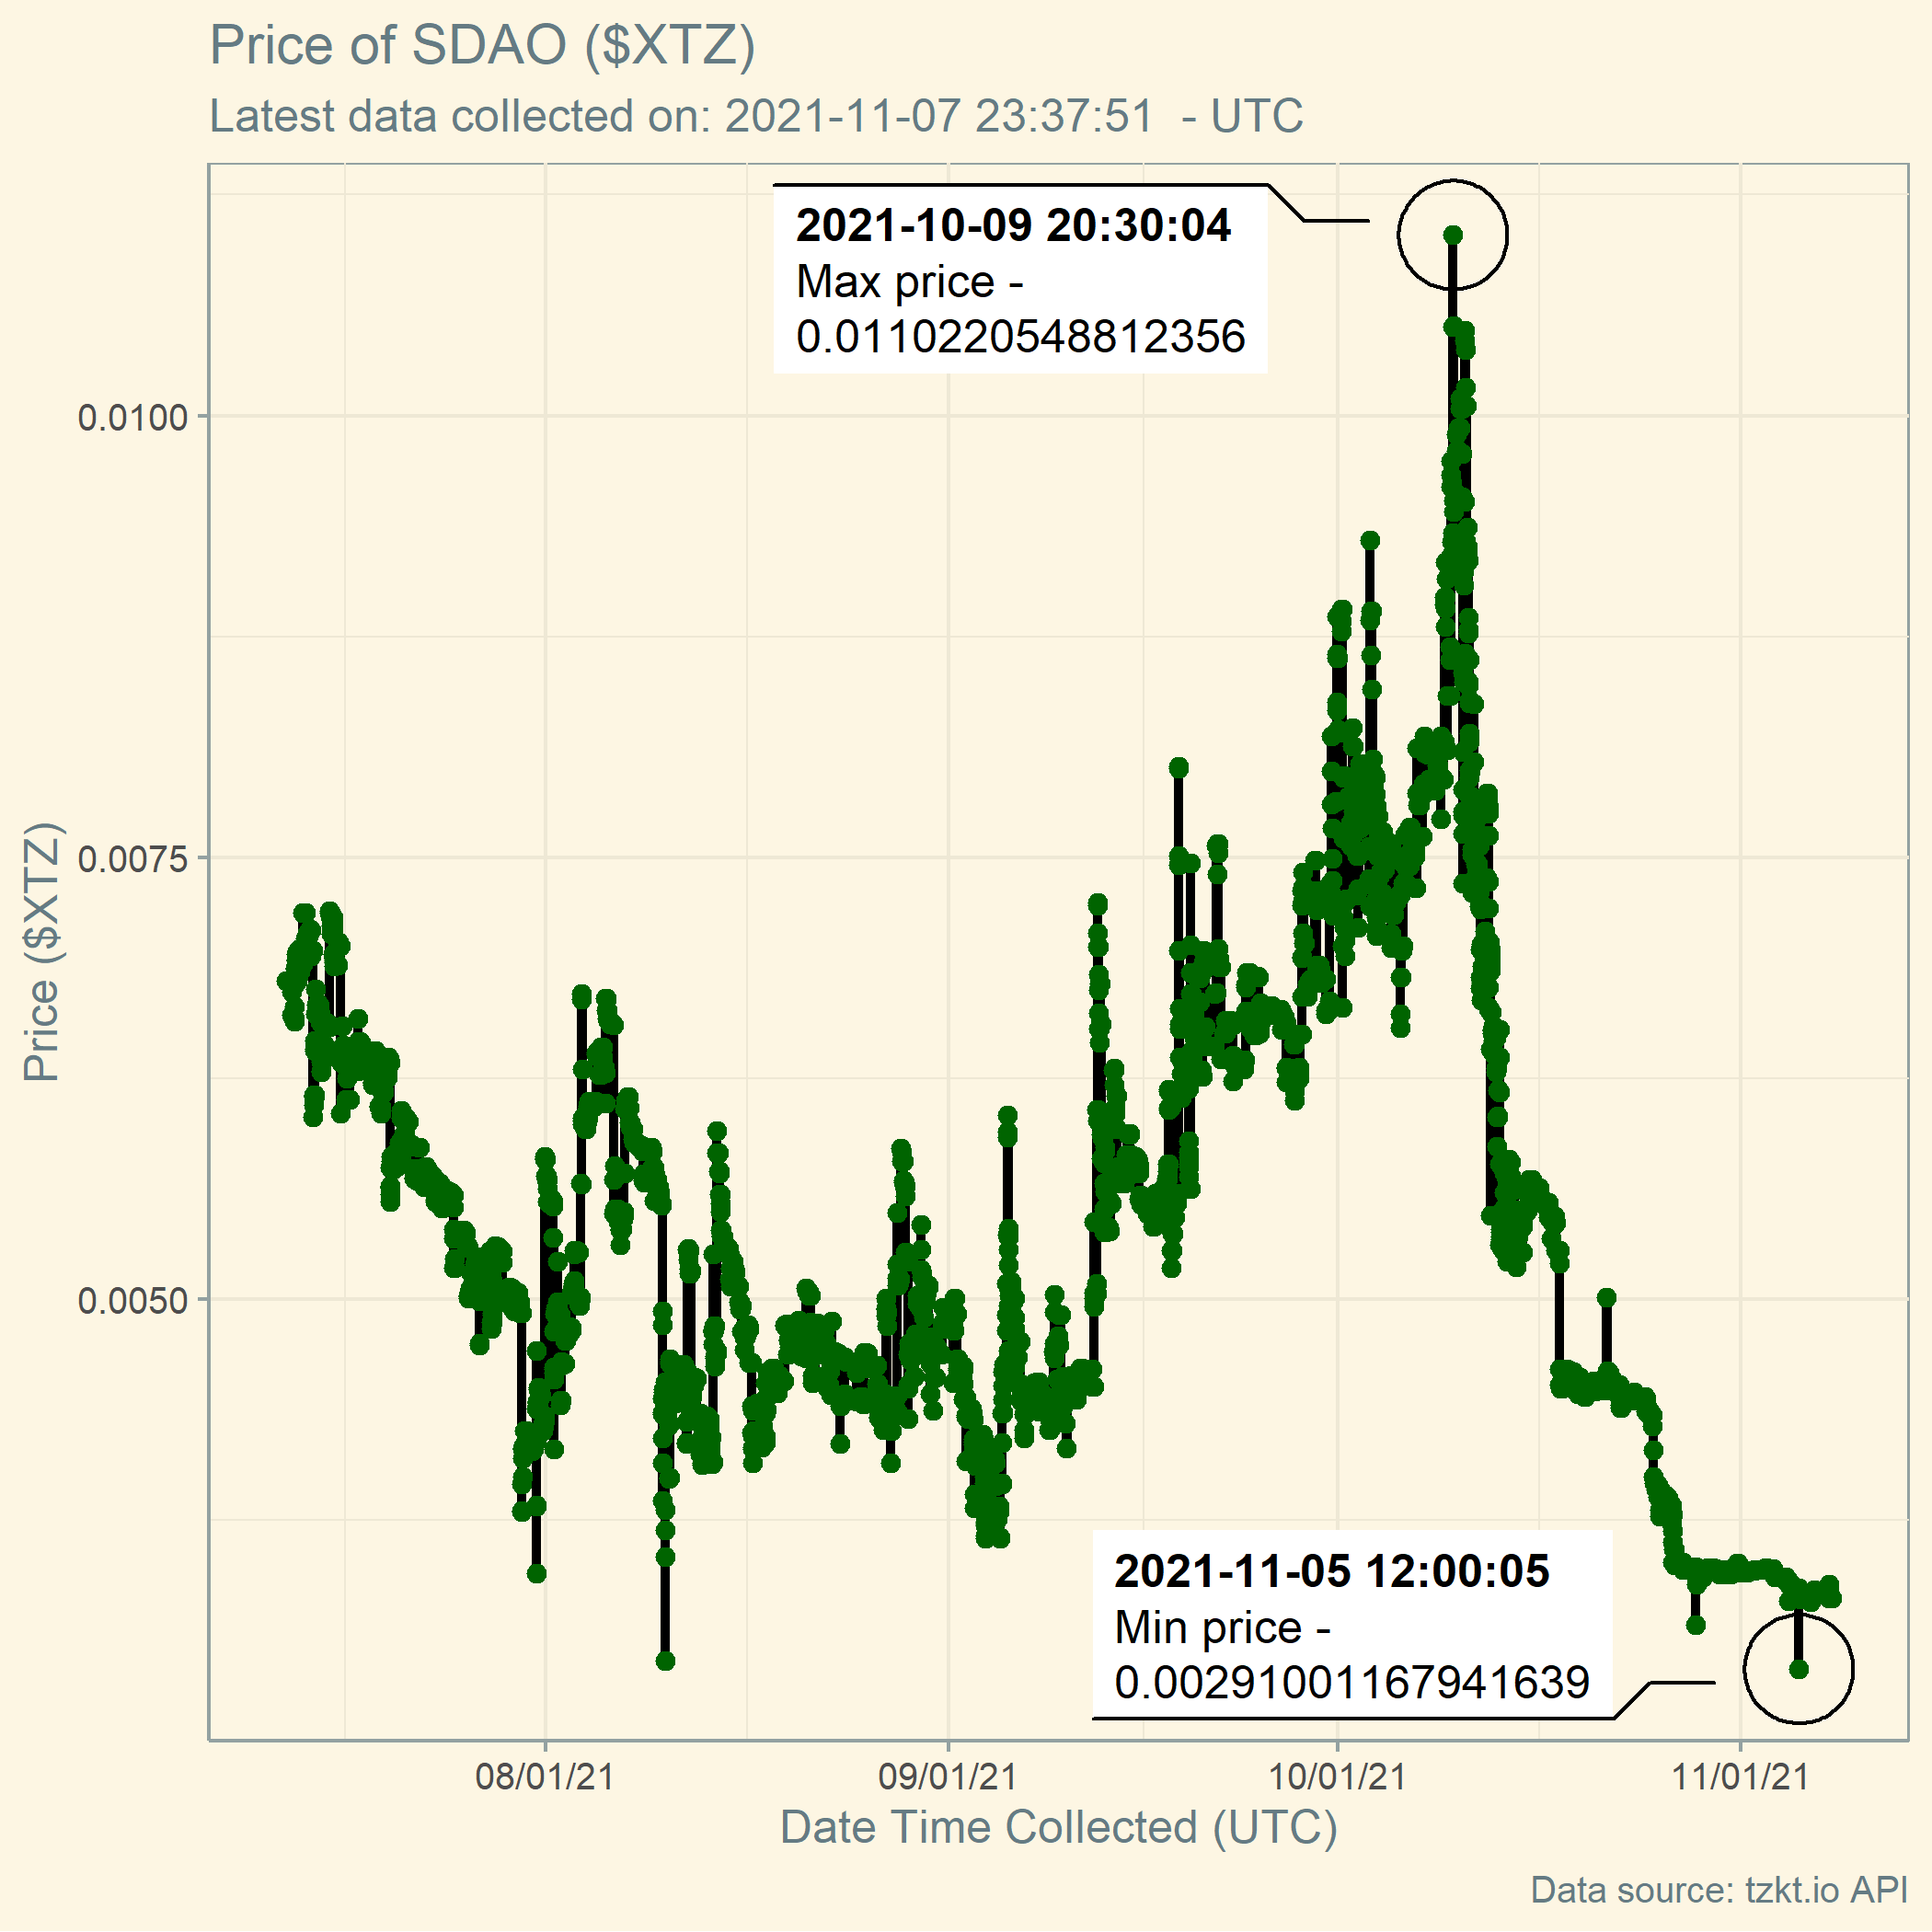 Price of SDAO ($XTZ)
Latest data collected on: 2021-11-07 23:37:51  - UTC
2021-10-09 20:30:04
Max price -
0.0110220548812356
0.0100
0.0075
0.0050
Price ($XTZ)
2021-11-05 12:00:05
Min price -
0.00291001167941639
08/01/21
09/01/21
10/01/21
11/01/21
Date Time Collected (UTC)
Data source: tzkt.io API